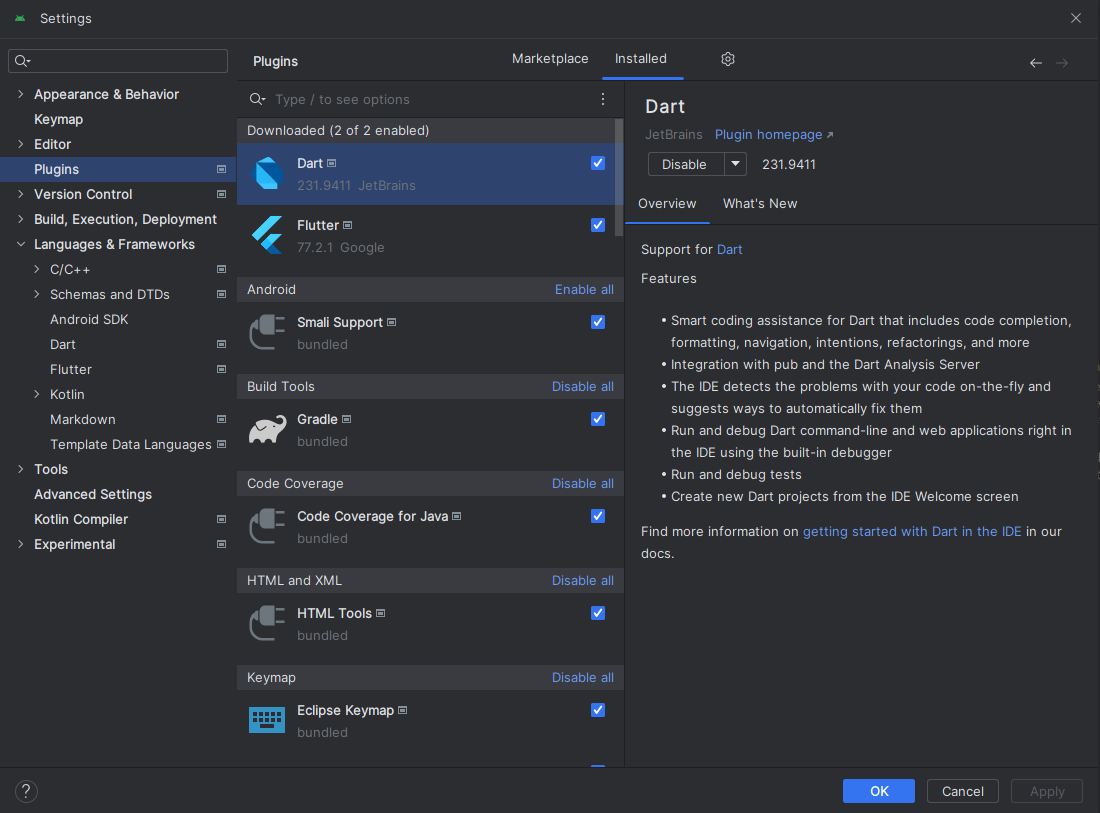 Settings
Appearance & Behavior
Keymap
Editor
Plugins
Version Control
Build, Execution, Deployment
Languages & Frameworks
C/C++
Schemas and DTDs
Android SDK
Dart
Flutter
Kotlin
Markdown
Template Data Languages
Tools
Advanced Settings
Kotlin Compiler
Experimental
Plugins
Marketplace
Installed
Type / to see options
Downloaded (2 of 2 enabled)
Dart
231.9411 JetBrains
Flutter
77.2.1 Google
Android Enable all
Smali Support
bundled
Build Tools Disable all
Gradle
bundled
Code Coverage Disable all
Code Coverage for Java
bundled
HTML and XML Disable all
HTML Tools
bundled
Keymap Disable all
Eclipse Keymap
bundled
Dart
JetBrains Plugin homepage ↗
Disable 231.9411
Overview What's New
Support for Dart
Features
• Smart coding assistance for Dart that includes code completion,
formatting, navigation, intentions, refactorings, and more
• Integration with pub and the Dart Analysis Server
• The IDE detects the problems with your code on-the-fly and
suggests ways to automatically fix them
• Run and debug Dart command-line and web applications right in
the IDE using the built-in debugger
• Run and debug tests
• Create new Dart projects from the IDE Welcome screen
Find more information on getting started with Dart in the IDE in our
docs.
?
OK Cancel Apply